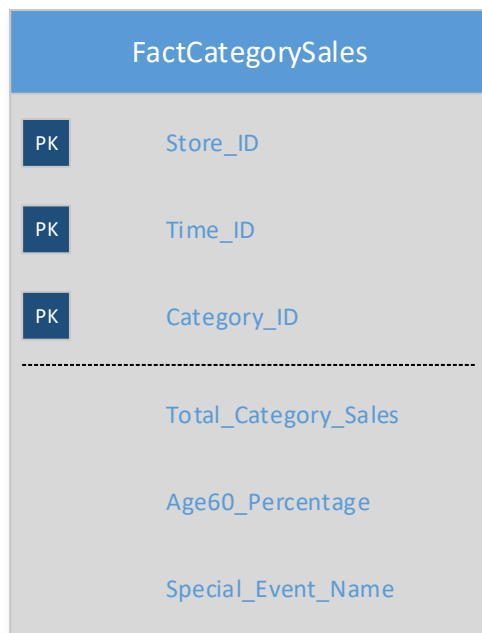 FactCategorySales
PK Store_ID
PK Time_ID
PK Category_ID
Total_Category_Sales
Age60_Percentage
Special_Event_Name